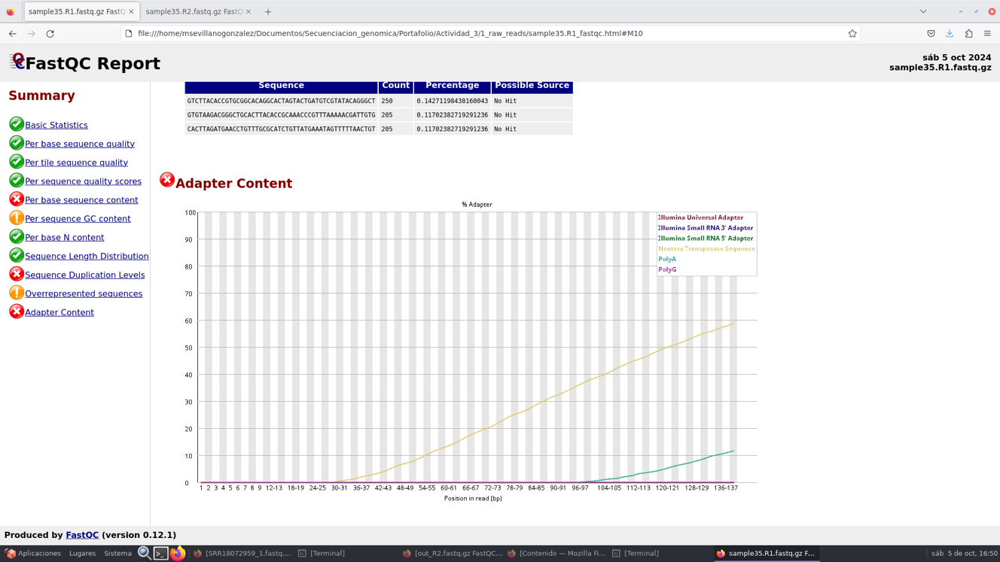 sample35.R1.fastq.gz FastQC
sample35.R2.fastq.gz FastQC
file:///home/msevillanogonzalez/Documentos/Secuenciacion_genomica/Portafolio/Actividad_3/1_raw_reads/sample35.R1_fastqc.html#M10
FastQC Report
sáb 5 oct 2024
sample35.R1.fastq.gz
Summary
Basic Statistics
Per base sequence quality
Per tile sequence quality
Per sequence quality scores
Per base sequence content
Per sequence GC content
Per base N content
Sequence Length Distribution
Sequence Duplication Levels
Overrepresented sequences
Adapter Content
Sequence Count Percentage Possible Source
GTCTTACACCGTGCGGCACAGGCACTAGTACTGATGTCGTATACAGGGCT 250 0.14271198438160043 No Hit
GTGTAAGACGGGCTGCACTTACACCGCAAACCCGTTTAAAAACGATTGTG 205 0.11702382719291236 No Hit
CACTTAGATGAACCTGTTTGCGCATCTGTTATGAAATAGTTTTTAACTGT 205 0.11702382719291236 No Hit
Adapter Content
% Adapter
Illumina Universal Adapter
Illumina Small RNA 3' Adapter
Illumina Small RNA 5' Adapter
Nextera Transposase Sequence
PolyA
PolyG
100
90
80
70
60
50
40
30
20
10
0
1 2 3 4 5 6 7 8 9 12-13 18-19 24-25 30-31 36-37 42-43 48-49 54-55 60-61 66-67 72-73 78-79 84-85 90-91 96-97 104-105 112-113 120-121 128-129 136-137
Position in read (bp)
Produced by FastQC (version 0.12.1)
Aplicaciones Lugares Sistema [SRR18072959_1.fastq.... [Terminal] [out_R2.fastq.gz FastQC... [Contenido — Mozilla Fi... [Terminal] sample35.R1.fastq.gz F... sáb 5 de oct, 16:50